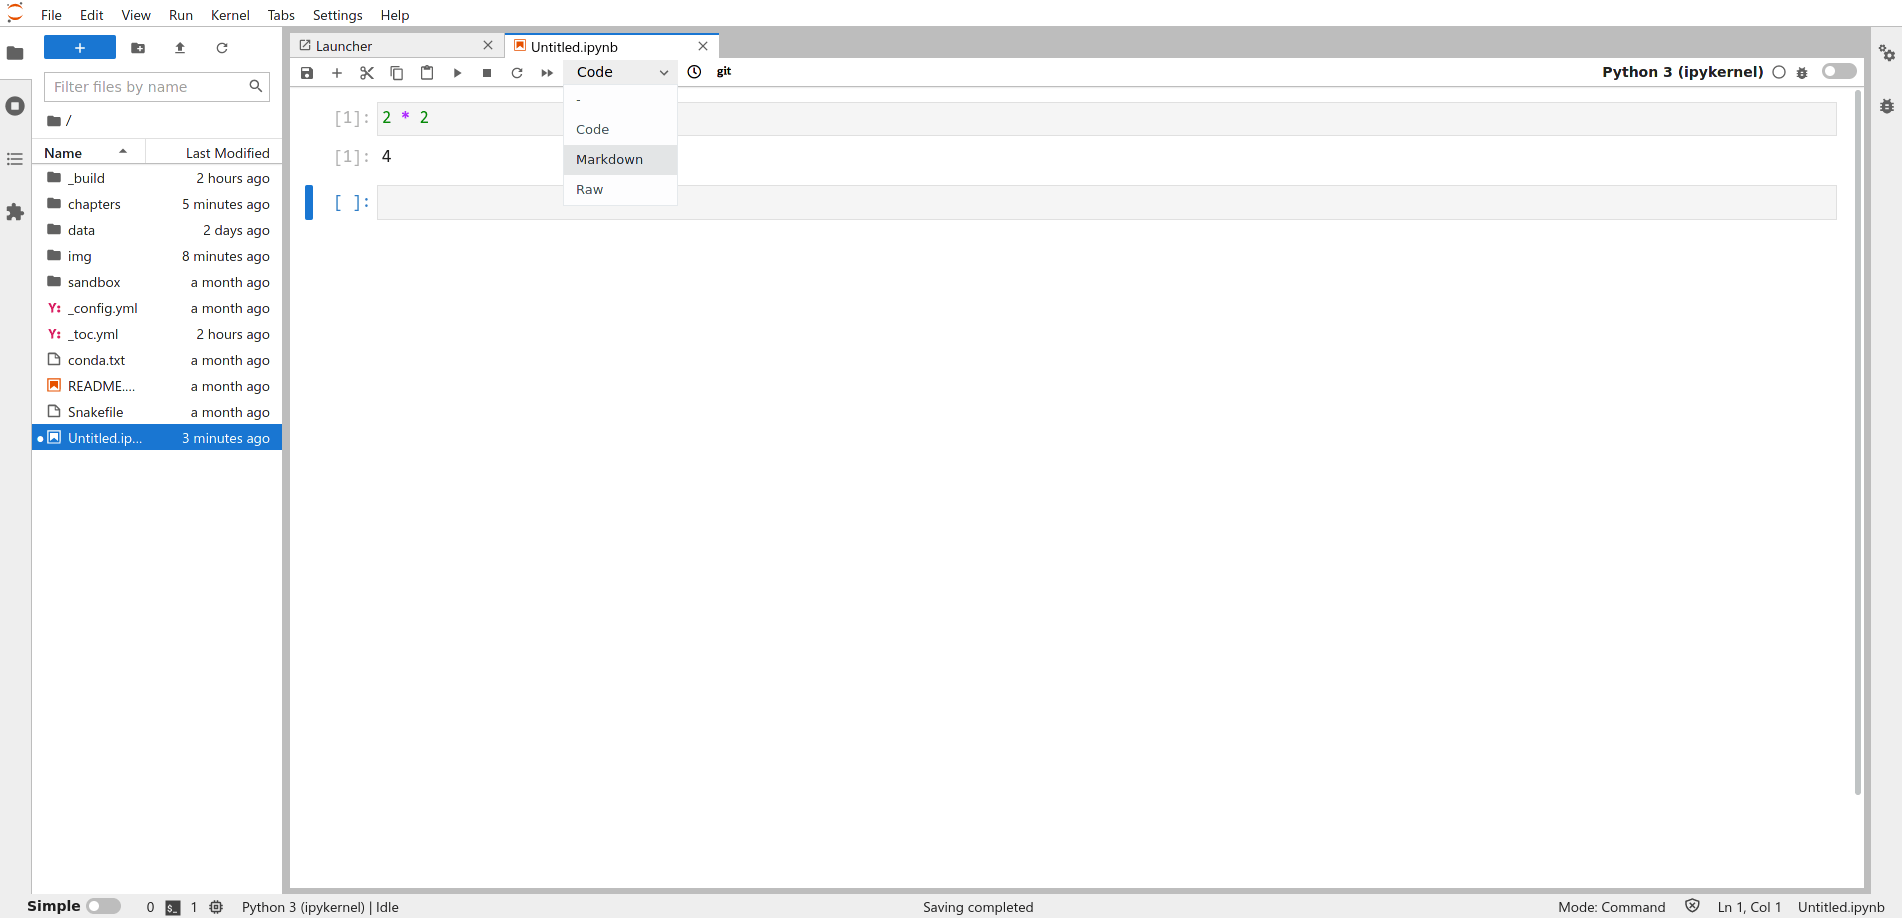 File Edit View Run Kernel Tabs Settings Help
Launcher
Untitled.ipynb
Code
git
Python 3 (ipykernel)
Filter files by name
/
Name Last Modified
_build 2 hours ago
chapters 5 minutes ago
data 2 days ago
img 8 minutes ago
sandbox a month ago
Y: _config.yml a month ago
Y: _toc.yml 2 hours ago
conda.txt a month ago
README.... a month ago
Snakefile a month ago
Untitled.ip... 3 minutes ago
-
Code
Markdown
Raw
[1]: 2 * 2
[1]: 4
[ ]:
Simple 0 $_ 1 Python 3 (ipykernel) | Idle Saving completed Mode: Command Ln 1, Col 1 Untitled.ipynb